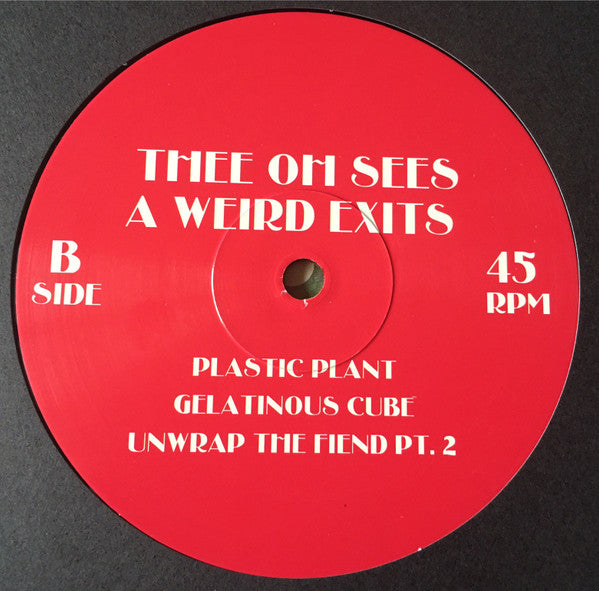 THEE OH SEES
A WEIRD EXITS
B
SIDE
45
RPM
PLASTIC PLANT
GELATINOUS CUBE
UNWRAP THE FIEND PT. 2